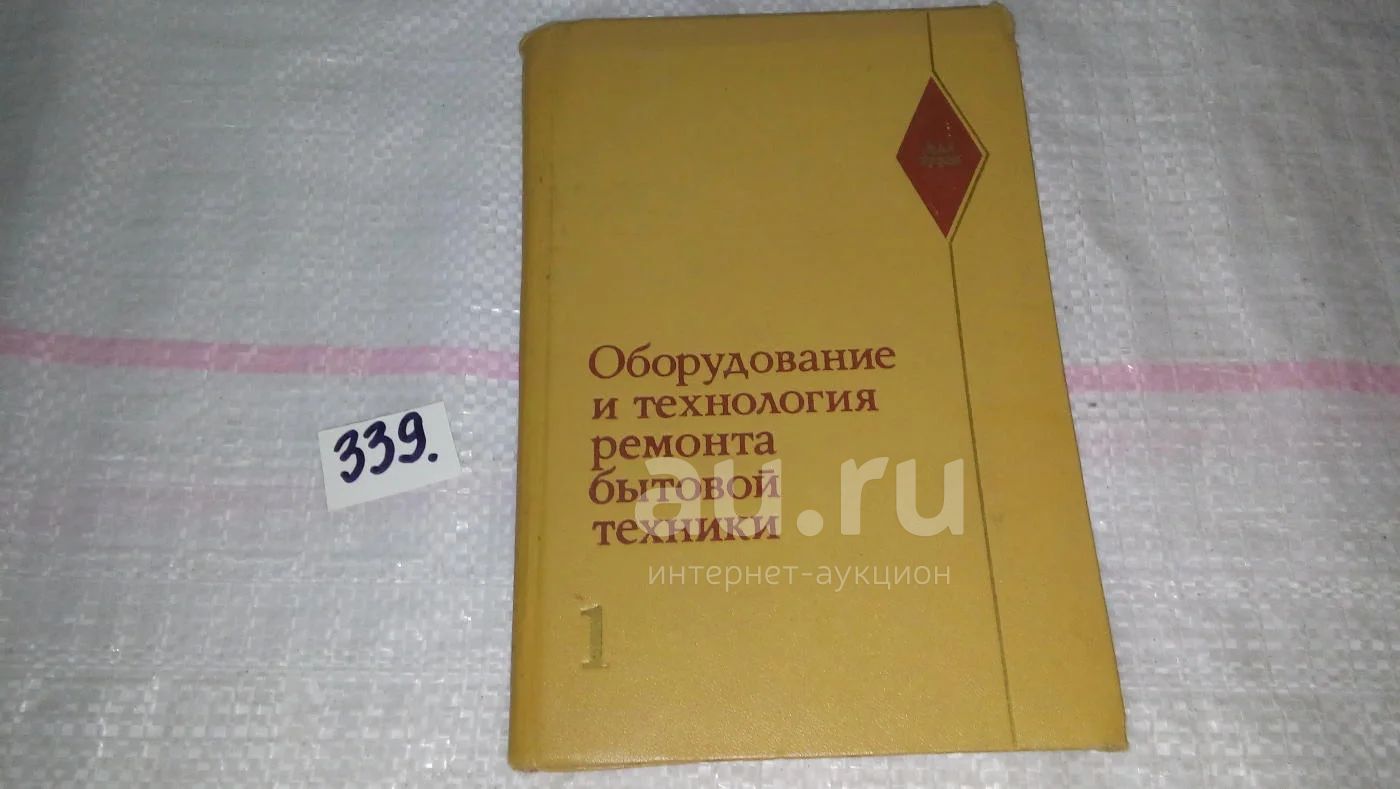 Оборудование
и технология
ремонта
бытовой
техники
1
339.
au.ru
интернет-аукцион